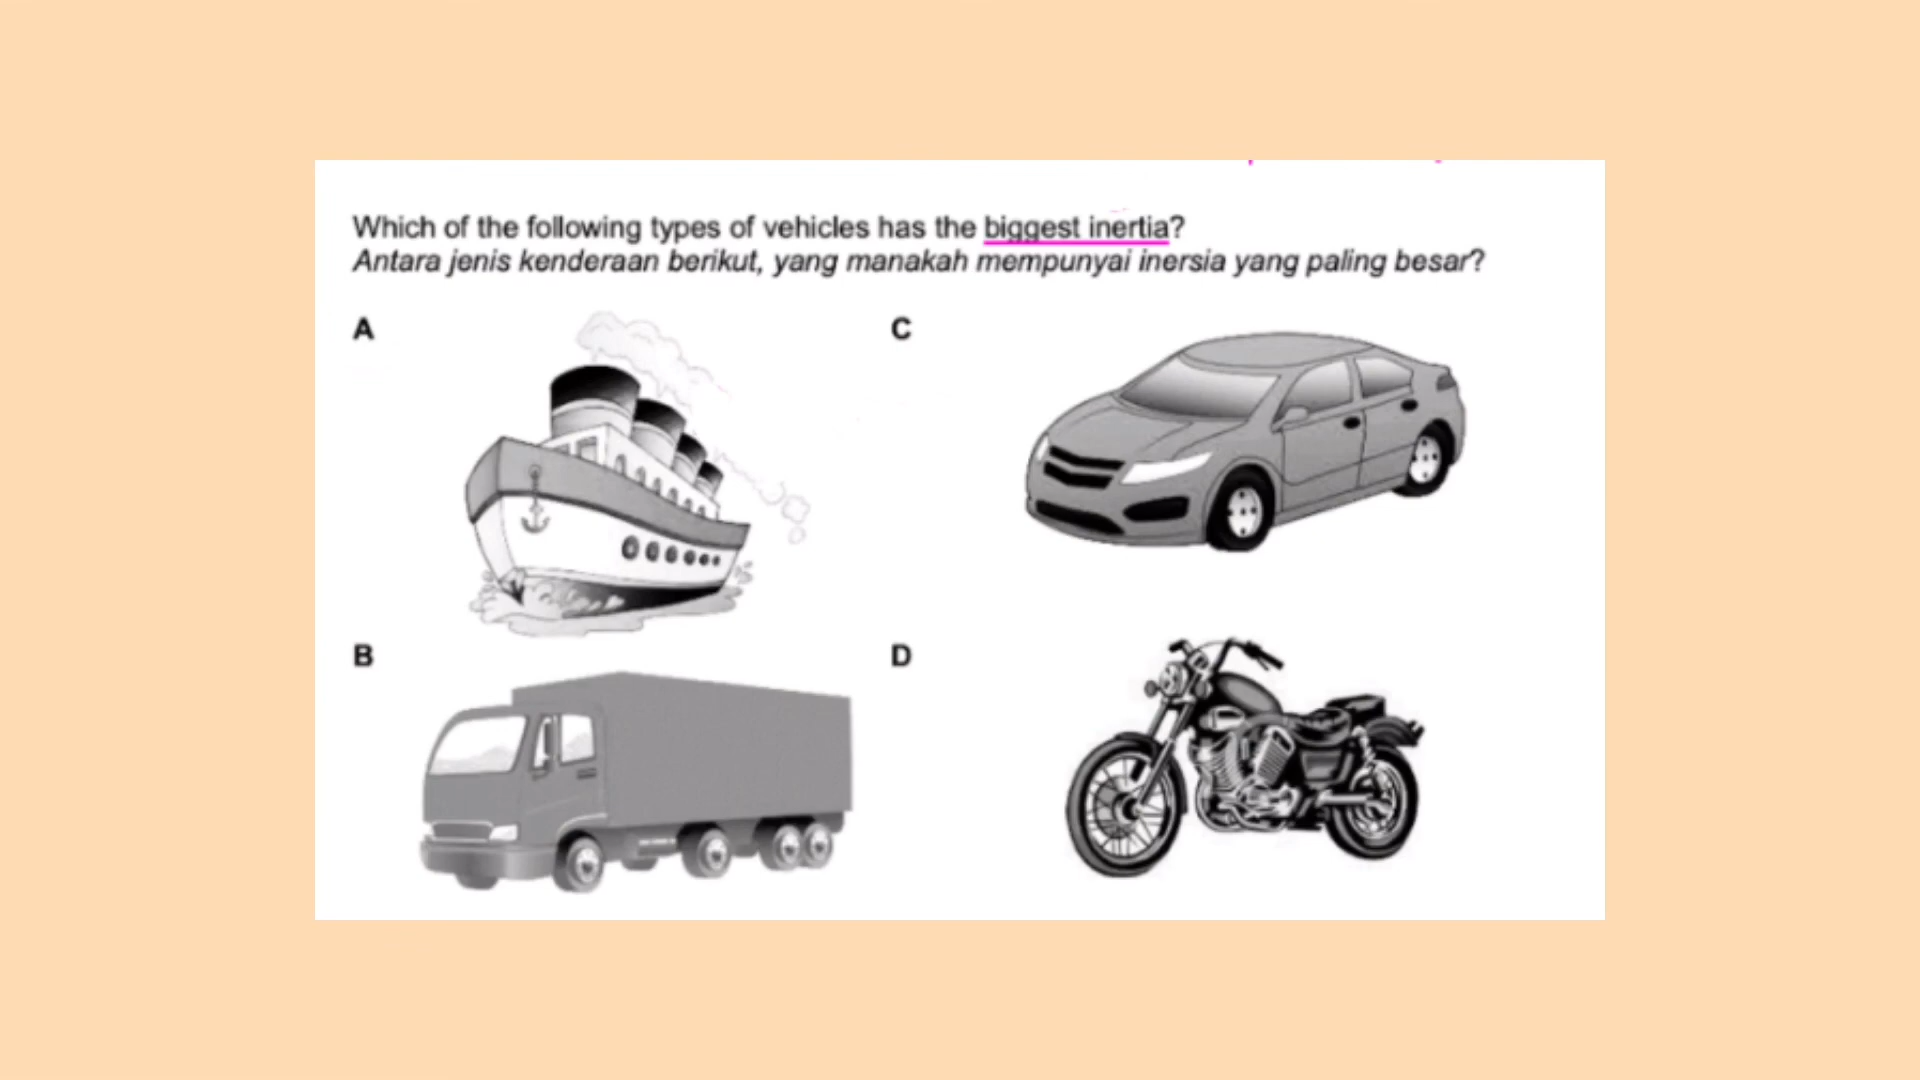 Which of the following types of vehicles has the biggest inertia?
Antara jenis kenderaan berikut, yang manakah mempunyai inersia yang paling besar?
A
C
B
D